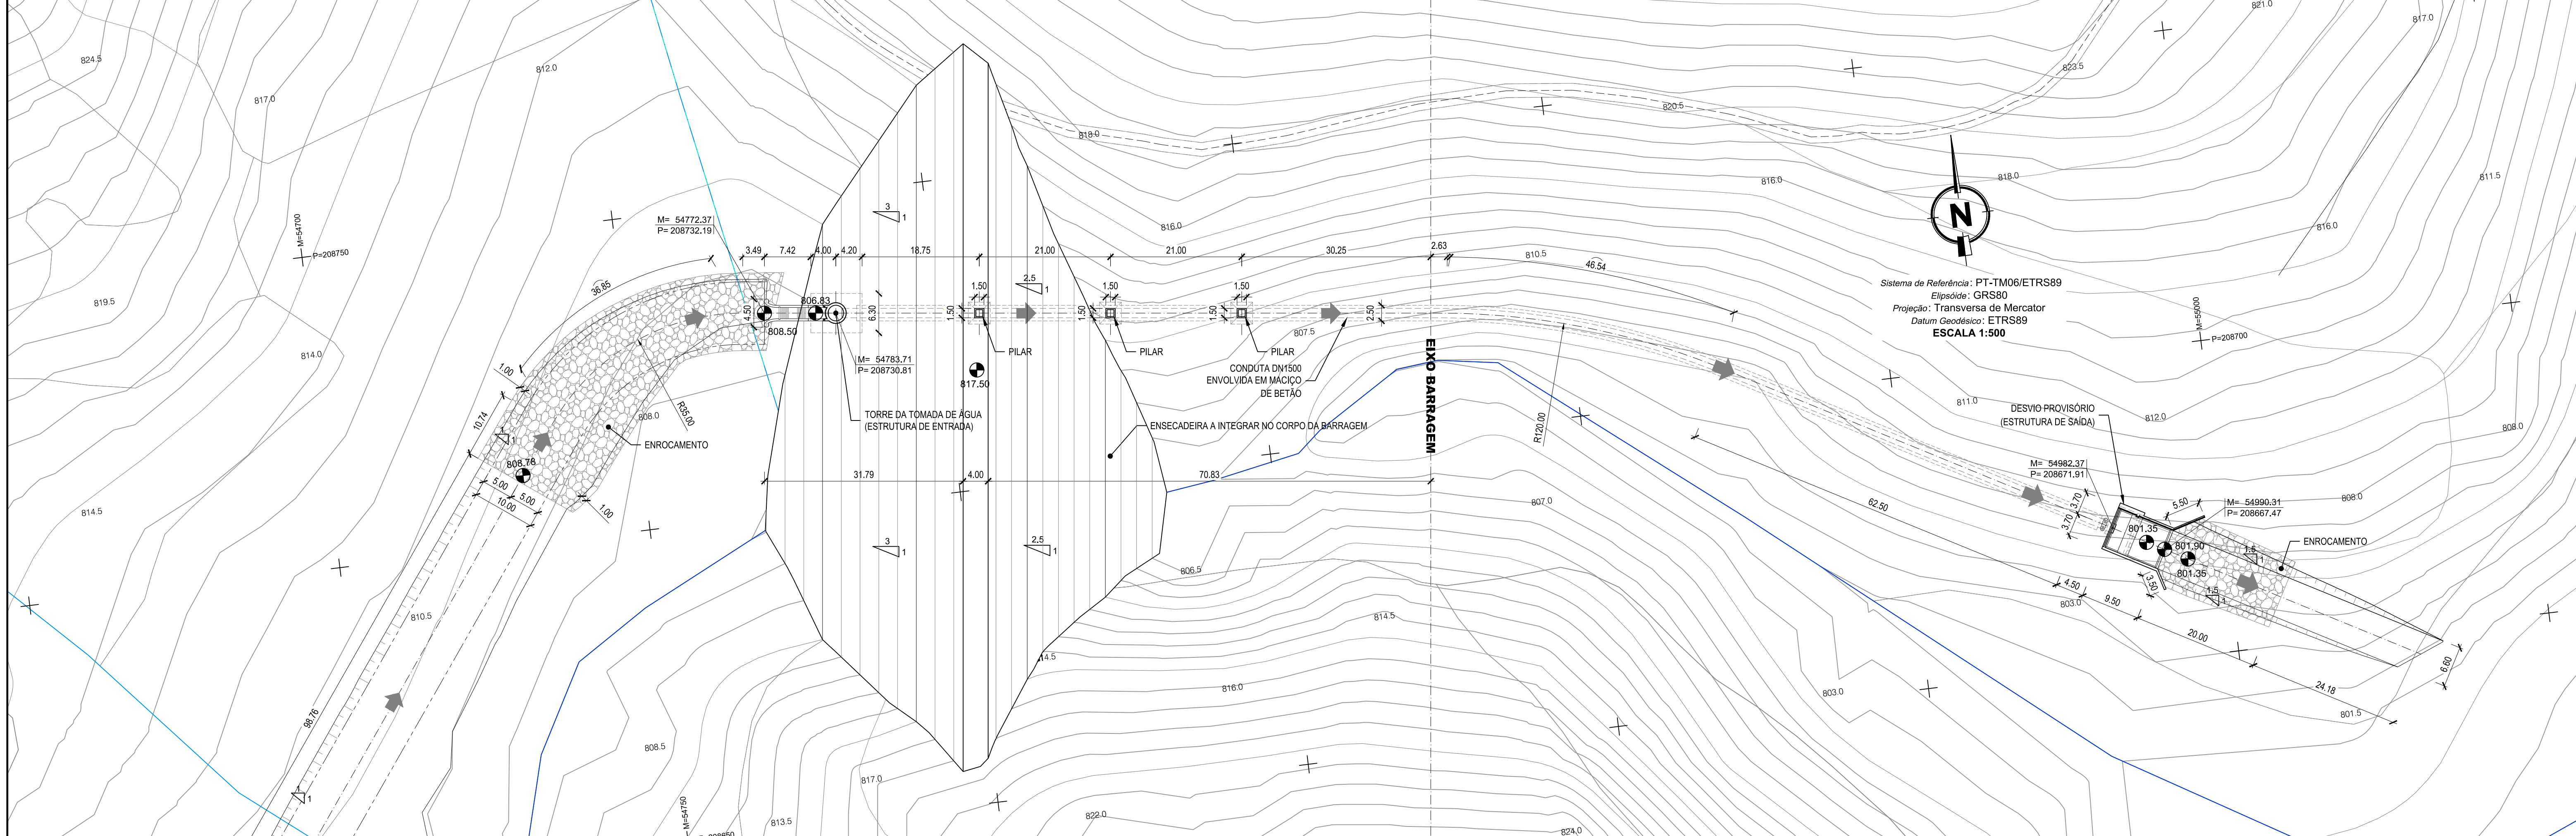 824.5
817.0
812.0
819.5
814.0
814.5
810.5
808.5
813.5
817.0
822.0
824.0
816.0
814.5
806.5
807.0
808.0
818.0
816.0
820.5
823.5
821.0
817.0
818.0
816.0
816.0
811.5
810.5
807.5
811.0
812.0
808.0
808.0
803.0
803.0
801.5
M=54700
P=208750
M=54750
M=55000
P=208700
M= 54772.37
P= 208732.19
3.49
7.42
4.00
4.20
18.75
21.00
21.00
30.25
2.63
46.54
36.85
4.50
808.50
806.83
6.30
M= 54783.71
P= 208730.81
TORRE DA TOMADA DE ÁGUA
(ESTRUTURA DE ENTRADA)
3
1
2.5
1
1.50
1.50
PILAR
1.50
1.50
PILAR
1.50
1.50
PILAR
2.50
CONDUTA DN1500
ENVOLVIDA EM MACIÇO
DE BETÃO
817.50
ENSECADEIRA A INTEGRAR NO CORPO DA BARRAGEM
EIXO BARRAGEM
R120.00
R35.00
ENROCAMENTO
1.00
10.74
1
1
808.78
5.00
5.00
10.00
1.00
98.76
1
1
31.79
4.00
70.83
3
1
2.5
1
N
Sistema de Referência: PT-TM06/ETRS89
Elipsóide: GRS80
Projeção: Transversa de Mercator
Datum Geodésico: ETRS89
ESCALA 1:500
DESVIO PROVISÓRIO
(ESTRUTURA DE SAÍDA)
M= 54982.37
P= 208671,91
3.70
3.70
5.50
M= 54990.31
P= 208667,47
801.35
801.90
801.35
ENROCAMENTO
1.5
1
1.5
1
3.50
62.50
4.50
9.50
20.00
24.18
6.60